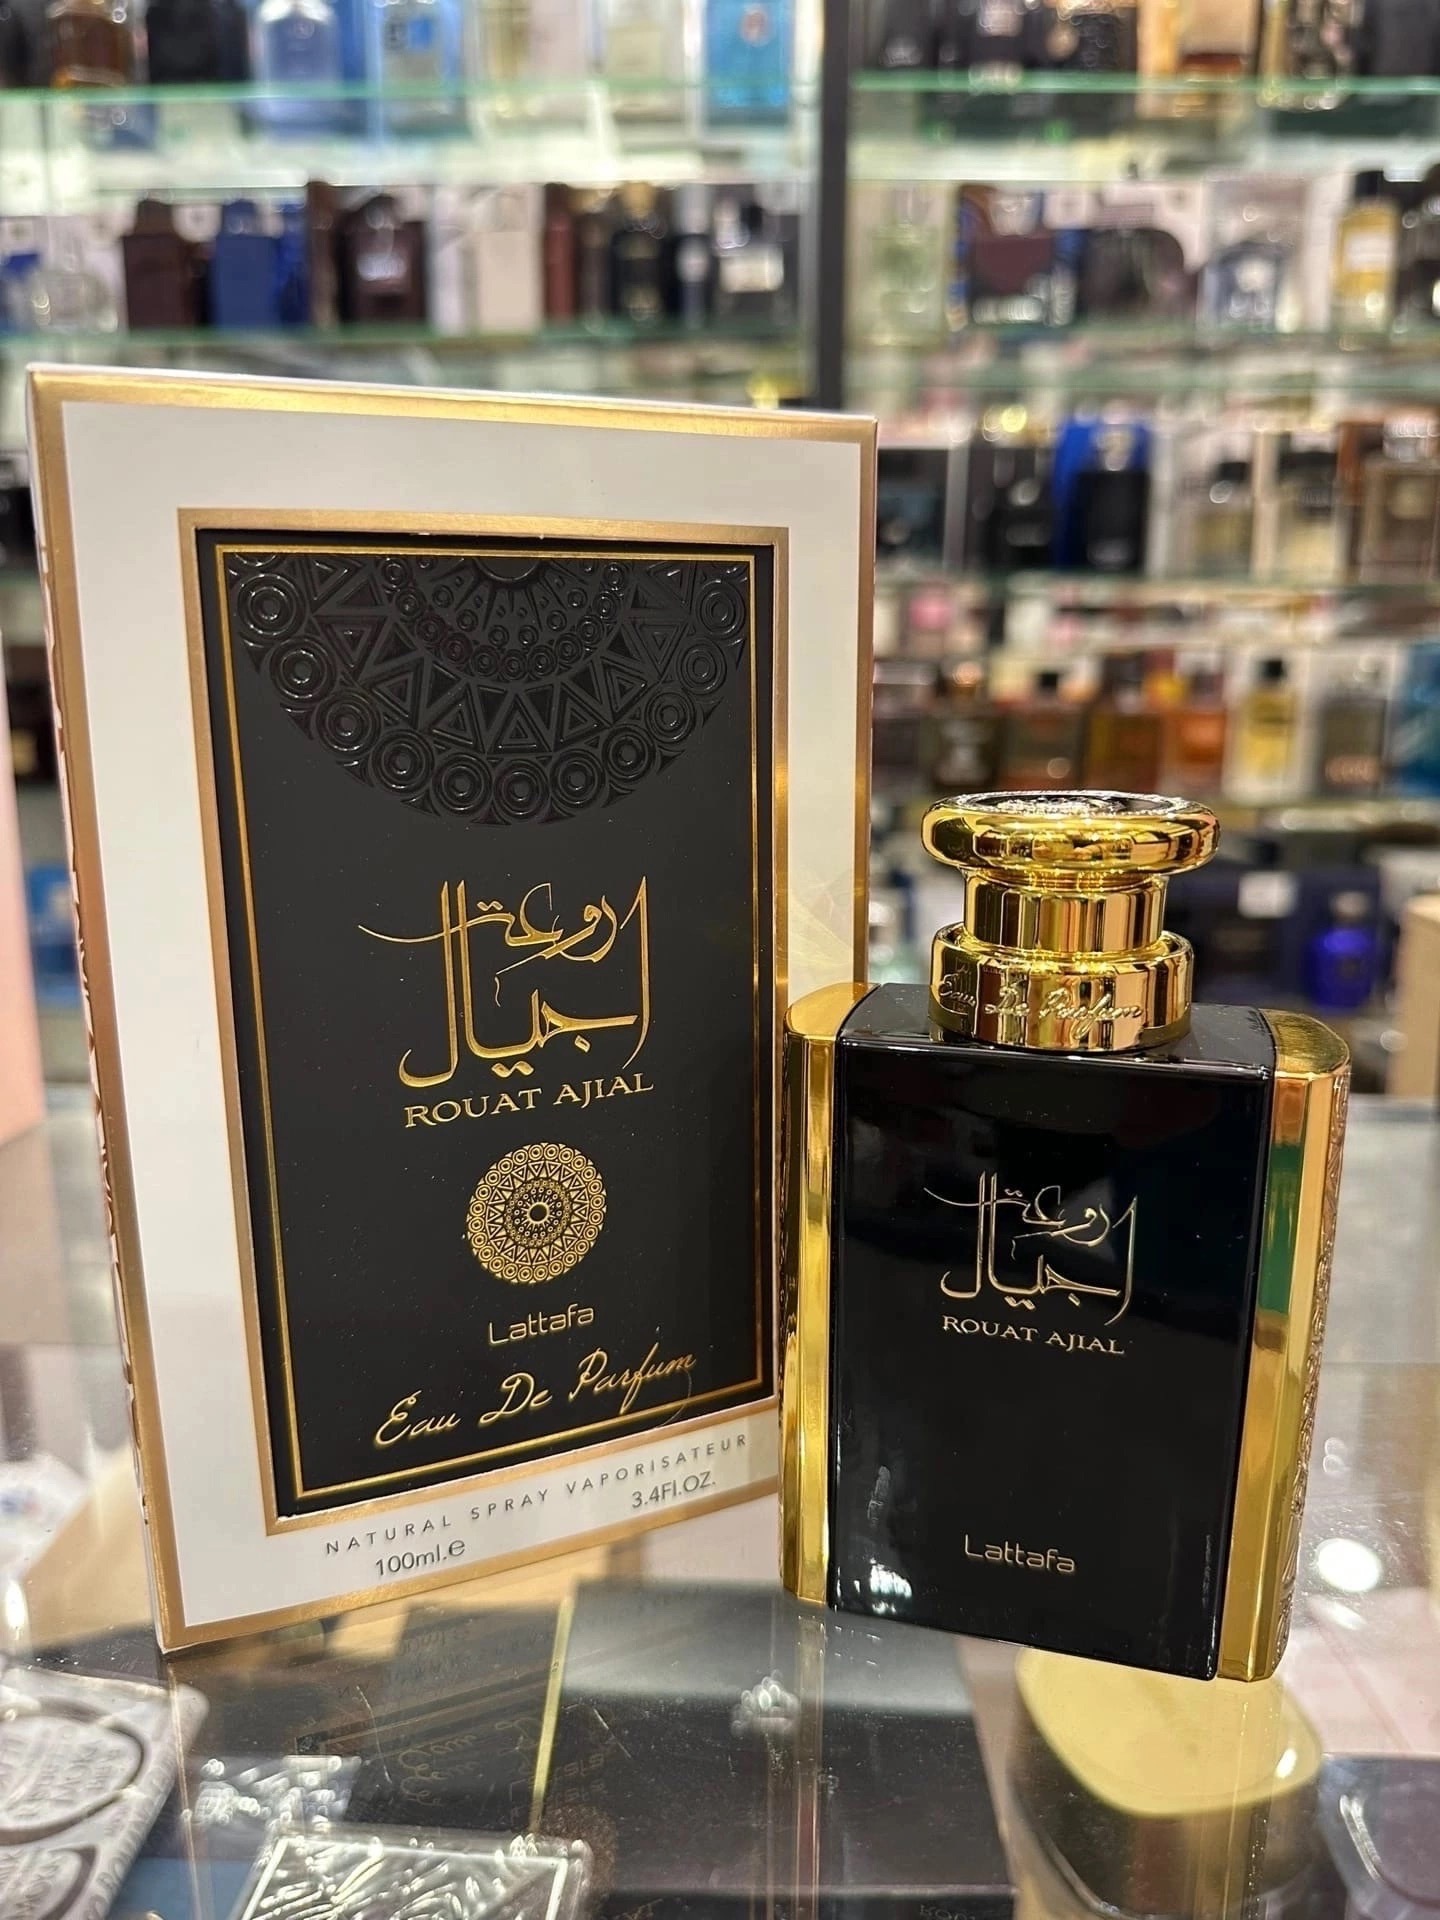 روعة
اجيال
ROUAT AJIAL
Lattafa
Eau De Parfum
NATURAL SPRAY VAPORISATEUR
100ml.e 3.4Fl.OZ.
Eau De Parfum
روعة
اجيال
ROUAT AJIAL
Lattafa